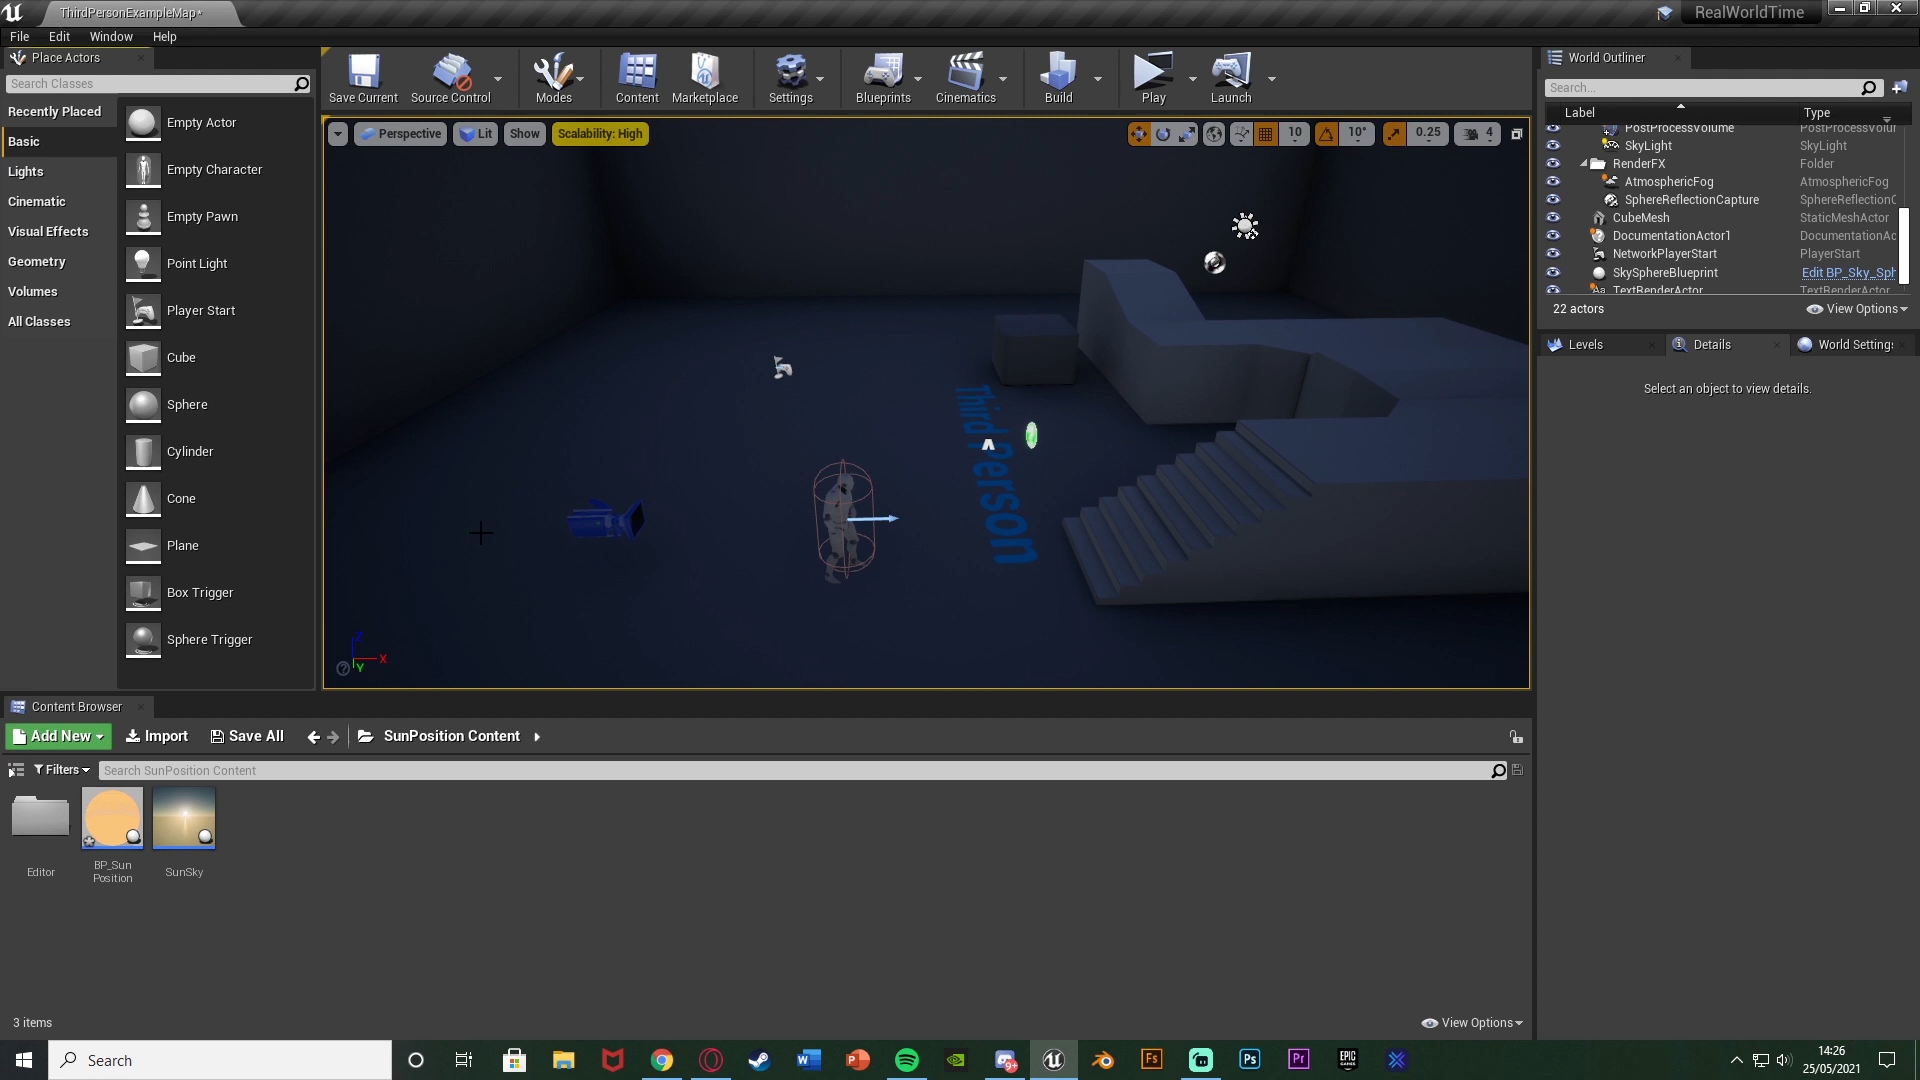 ThirdPersonExampleMap*
RealWorldTime
File Edit Window Help
Place Actors
Search Classes
Recently Placed
Basic
Lights
Cinematic
Visual Effects
Geometry
Volumes
All Classes
Empty Actor
Empty Character
Empty Pawn
Point Light
Player Start
Cube
Sphere
Cylinder
Cone
Plane
Box Trigger
Sphere Trigger
Save Current Source Control Modes Content Marketplace Settings Blueprints Cinematics Build Play Launch
Perspective Lit Show Scalability: High
10 10° 0.25 4
Third Person
Z
X
Y
World Outliner
Search...
Label Type
PostProcessVolume PostProcessVolur
SkyLight SkyLight
RenderFX Folder
AtmosphericFog AtmosphericFog
SphereReflectionCapture SphereReflectionC
CubeMesh StaticMeshActor
DocumentationActor1 DocumentationAc
NetworkPlayerStart PlayerStart
SkySphereBlueprint Edit BP_Sky_Sph
TextRenderActor TextRenderActor
22 actors View Options
Levels Details World Settings
Select an object to view details.
Content Browser
Add New Import Save All SunPosition Content
Filters Search SunPosition Content
Editor
BP_Sun
Position
SunSky
3 items View Options
Search
14:26
25/05/2021